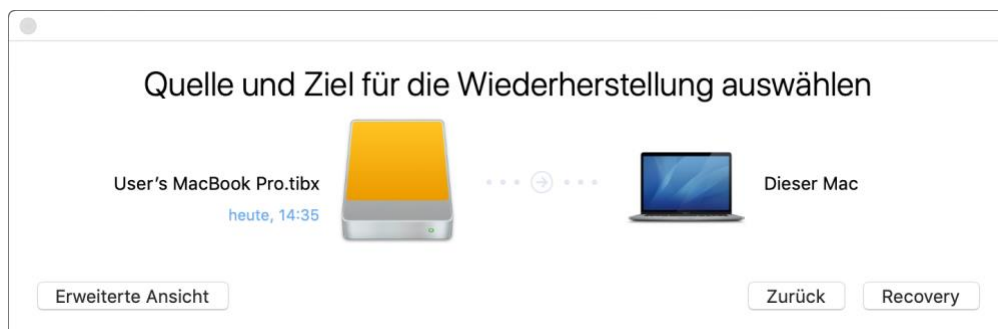 Quelle und Ziel für die Wiederherstellung auswählen
User's MacBook Pro.tibx
heute, 14:35
Dieser Mac
Erweiterte Ansicht
Zurück
Recovery